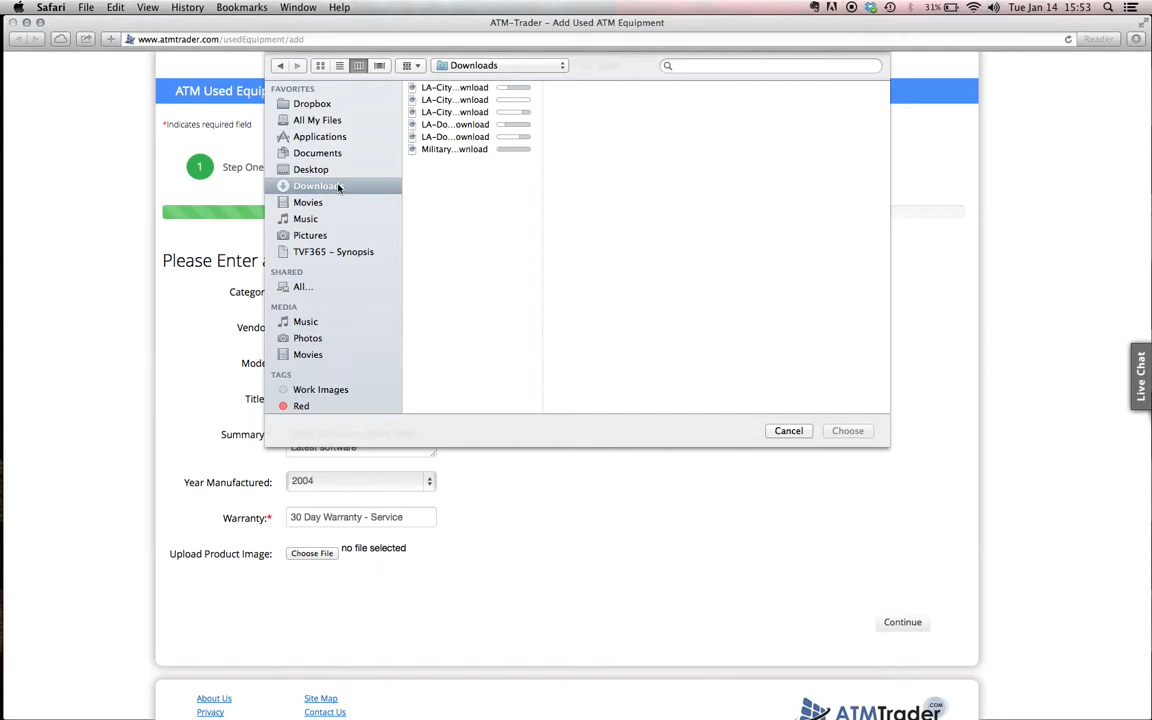 Safari File Edit View History Bookmarks Window Help 31% Tue Jan 14 15:53
ATM-Trader - Add Used ATM Equipment
www.atmtrader.com/usedEquipment/add Reader
Downloads
ATM Used Equip
*Indicates required field
1 Step One
Please Enter a
Categor
Vendo
Mode
Title
Summary
FAVORITES
Dropbox
All My Files
Applications
Documents
Desktop
Downloads
Movies
Music
Pictures
TVF365 – Synopsis
SHARED
All...
MEDIA
Music
Photos
Movies
TAGS
Work Images
Red
LA-City...wnload
LA-City...wnload
LA-City...wnload
LA-Do...ownload
LA-Do...ownload
Military...wnload
Cancel Choose
Latest software
Year Manufactured: 2004
Warranty:* 30 Day Warranty - Service
Upload Product Image: Choose File no file selected
Continue
Live Chat
About Us Site Map
Privacy Contact Us
ATMTrader.COM